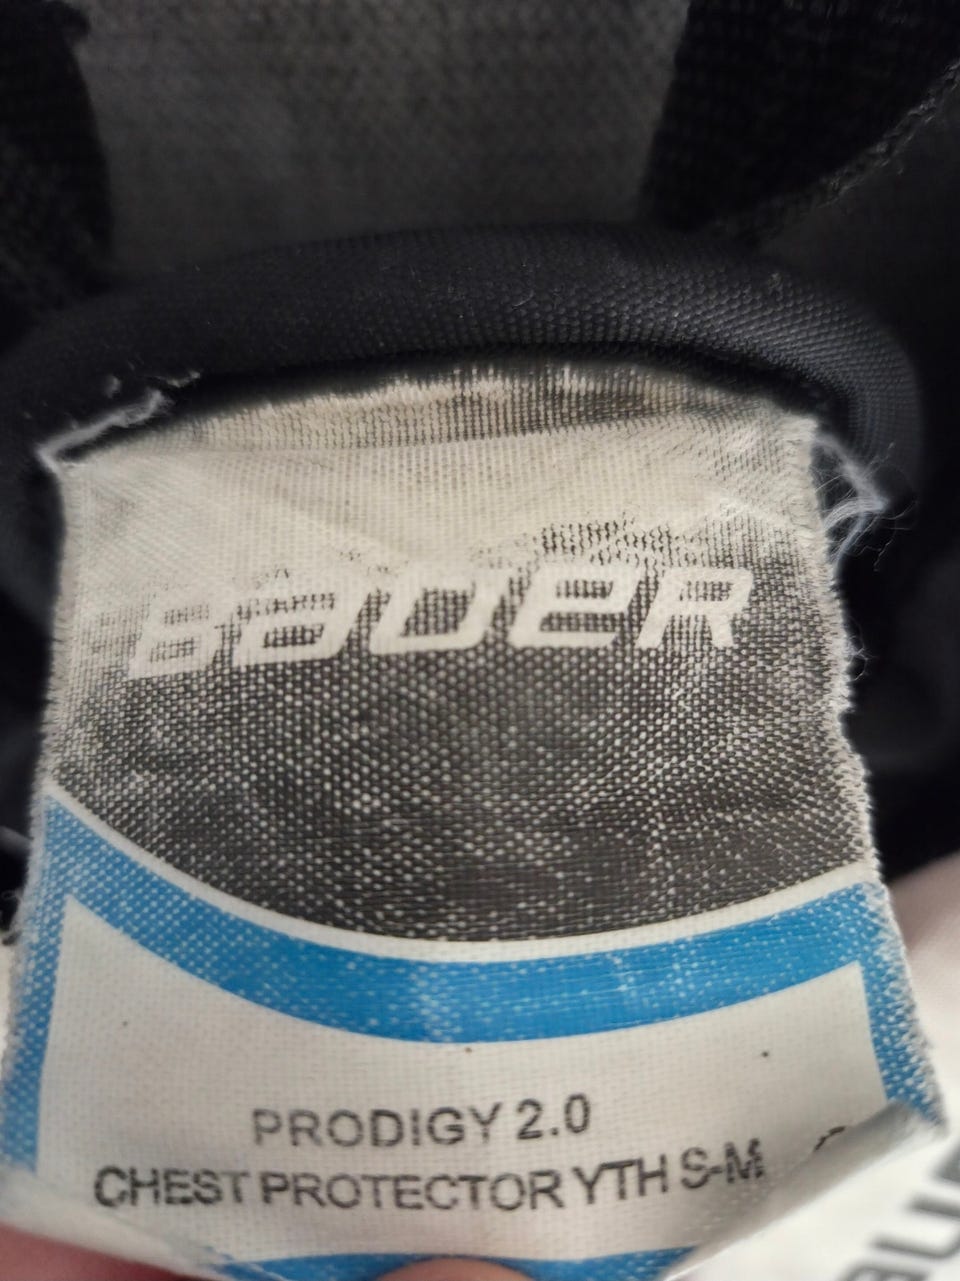 BAUER
PRODIGY 2.0
CHEST PROTECTOR YTH S-M